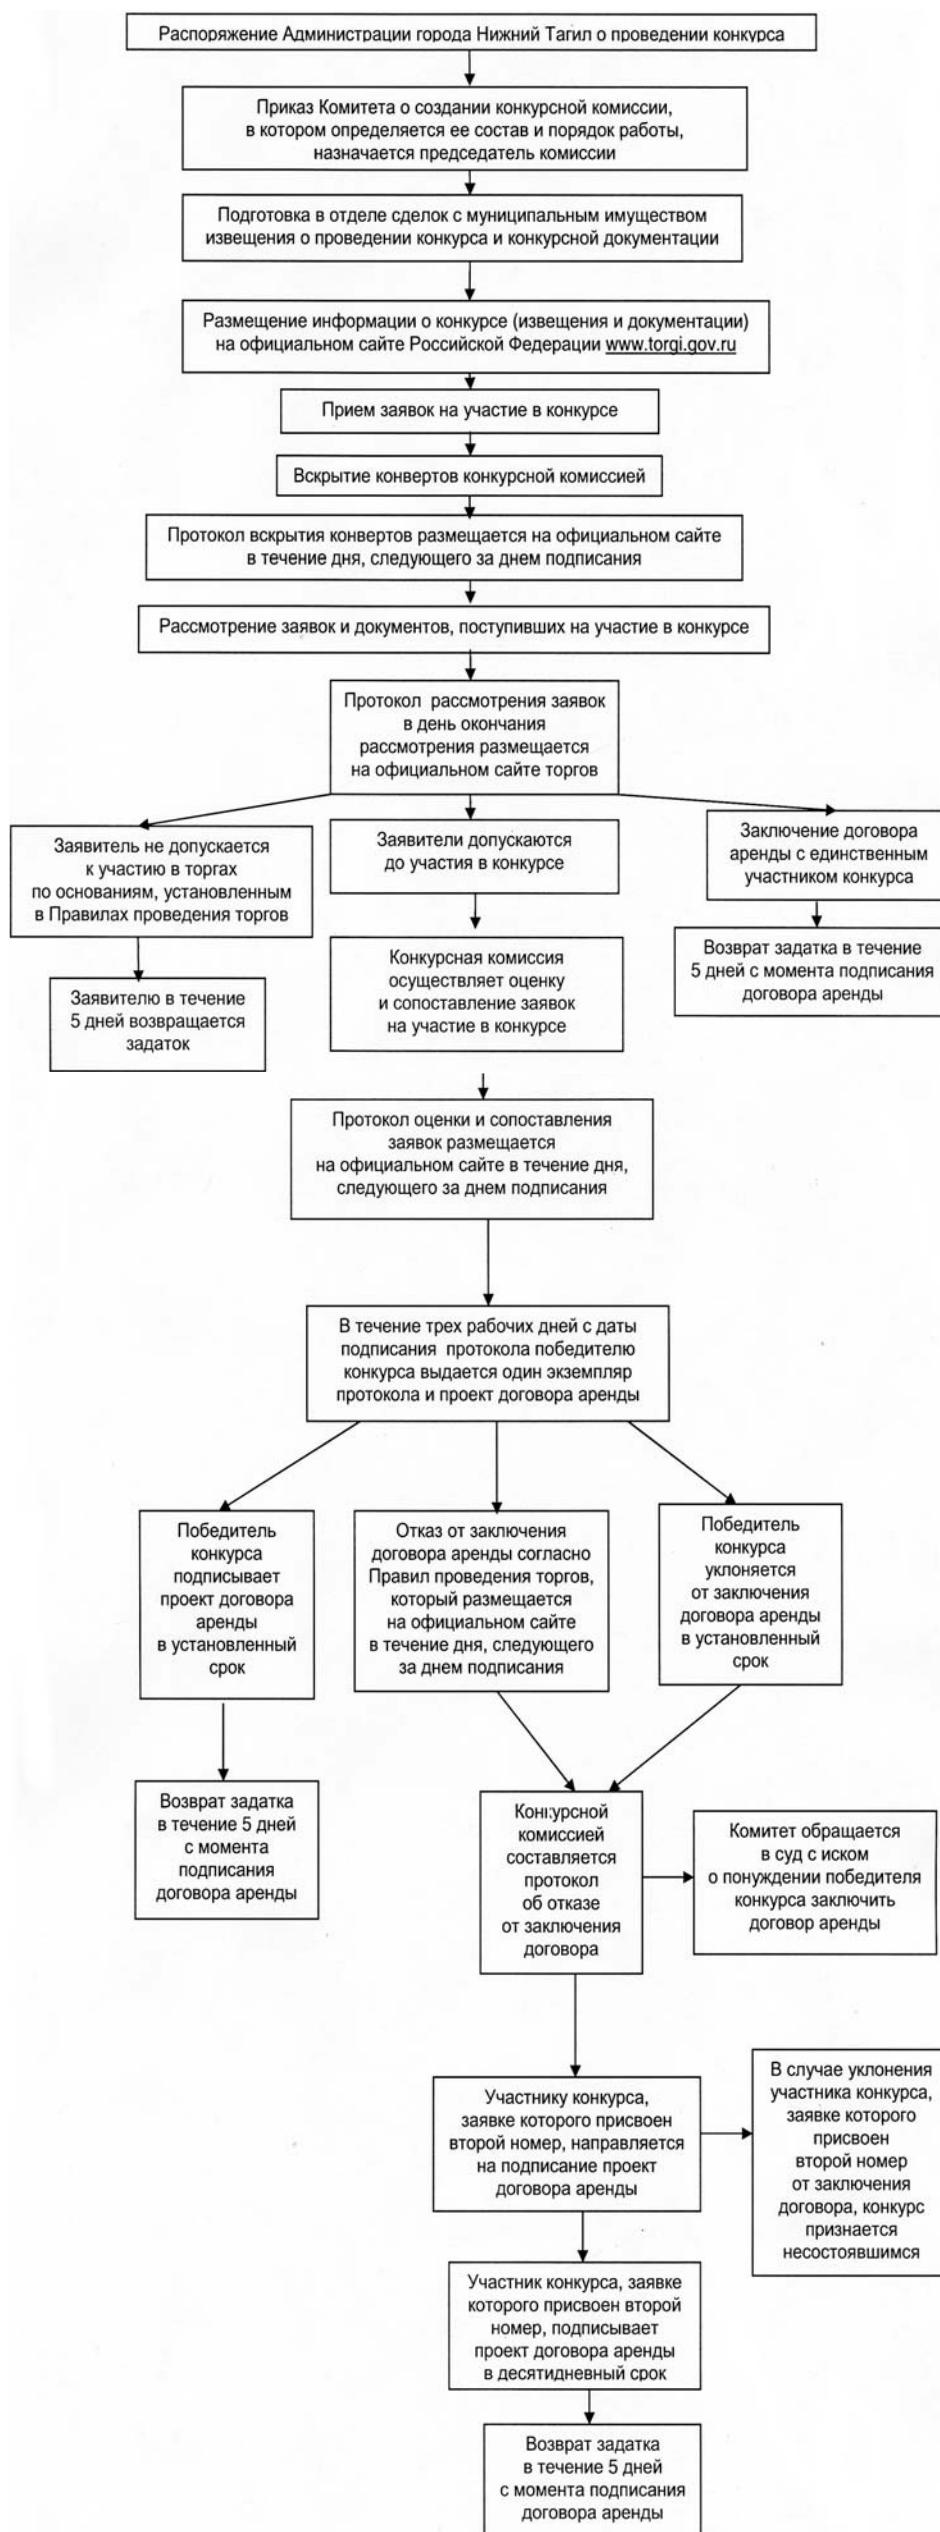 Распоряжение Администрации города Нижний Тагил о проведении конкурса
Приказ Комитета о создании конкурсной комиссии,
в котором определяется ее состав и порядок работы,
назначается председатель комиссии
Подготовка в отделе сделок с муниципальным имуществом
извещения о проведении конкурса и конкурсной документации
Размещение информации о конкурсе (извещения и документации)
на официальном сайте Российской Федерации www.torgi.gov.ru
Прием заявок на участие в конкурсе
Вскрытие конвертов конкурсной комиссией
Протокол вскрытия конвертов размещается на официальном сайте
в течение дня, следующего за днем подписания
Рассмотрение заявок и документов, поступивших на участие в конкурсе
Протокол рассмотрения заявок
в день окончания
рассмотрения размещается
на официальном сайте торгов
Заявитель не допускается
к участию в торгах
по основаниям, установленным
в Правилах проведения торгов
Заявители допускаются
до участия в конкурсе
Заключение договора
аренды с единственным
участником конкурса
Заявителю в течение
5 дней возвращается
задаток
Конкурсная комиссия
осуществляет оценку
и сопоставление заявок
на участие в конкурсе
Возврат задатка в течение
5 дней с момента подписания
договора аренды
Протокол оценки и сопоставления
заявок размещается
на официальном сайте в течение дня,
следующего за днем подписания
В течение трех рабочих дней с даты
подписания протокола победителю
конкурса выдается один экземпляр
протокола и проект договора аренды
Победитель
конкурса
подписывает
проект договора
аренды
в установленный
срок
Отказ от заключения
договора аренды согласно
Правил проведения торгов,
который размещается
на официальном сайте
в течение дня, следующего
за днем подписания
Победитель
конкурса
уклоняется
от заключения
договора аренды
в установленный
срок
Возврат задатка
в течение 5 дней
с момента
подписания
договора аренды
Конкурсной
комиссией
составляется
протокол
об отказе
от заключения
договора
Комитет обращается
в суд с иском
о понуждении победителя
конкурса заключить
договор аренды
Участнику конкурса,
заявке которого присвоен
второй номер, направляется
на подписание проект
договора аренды
В случае уклонения
участника конкурса,
заявке которого
присвоен
второй номер
от заключения
договора, конкурс
признается
несостоявшимся
Участник конкурса, заявке
которого присвоен второй
номер, подписывает
проект договора аренды
в десятидневный срок
Возврат задатка
в течение 5 дней
с момента подписания
договора аренды